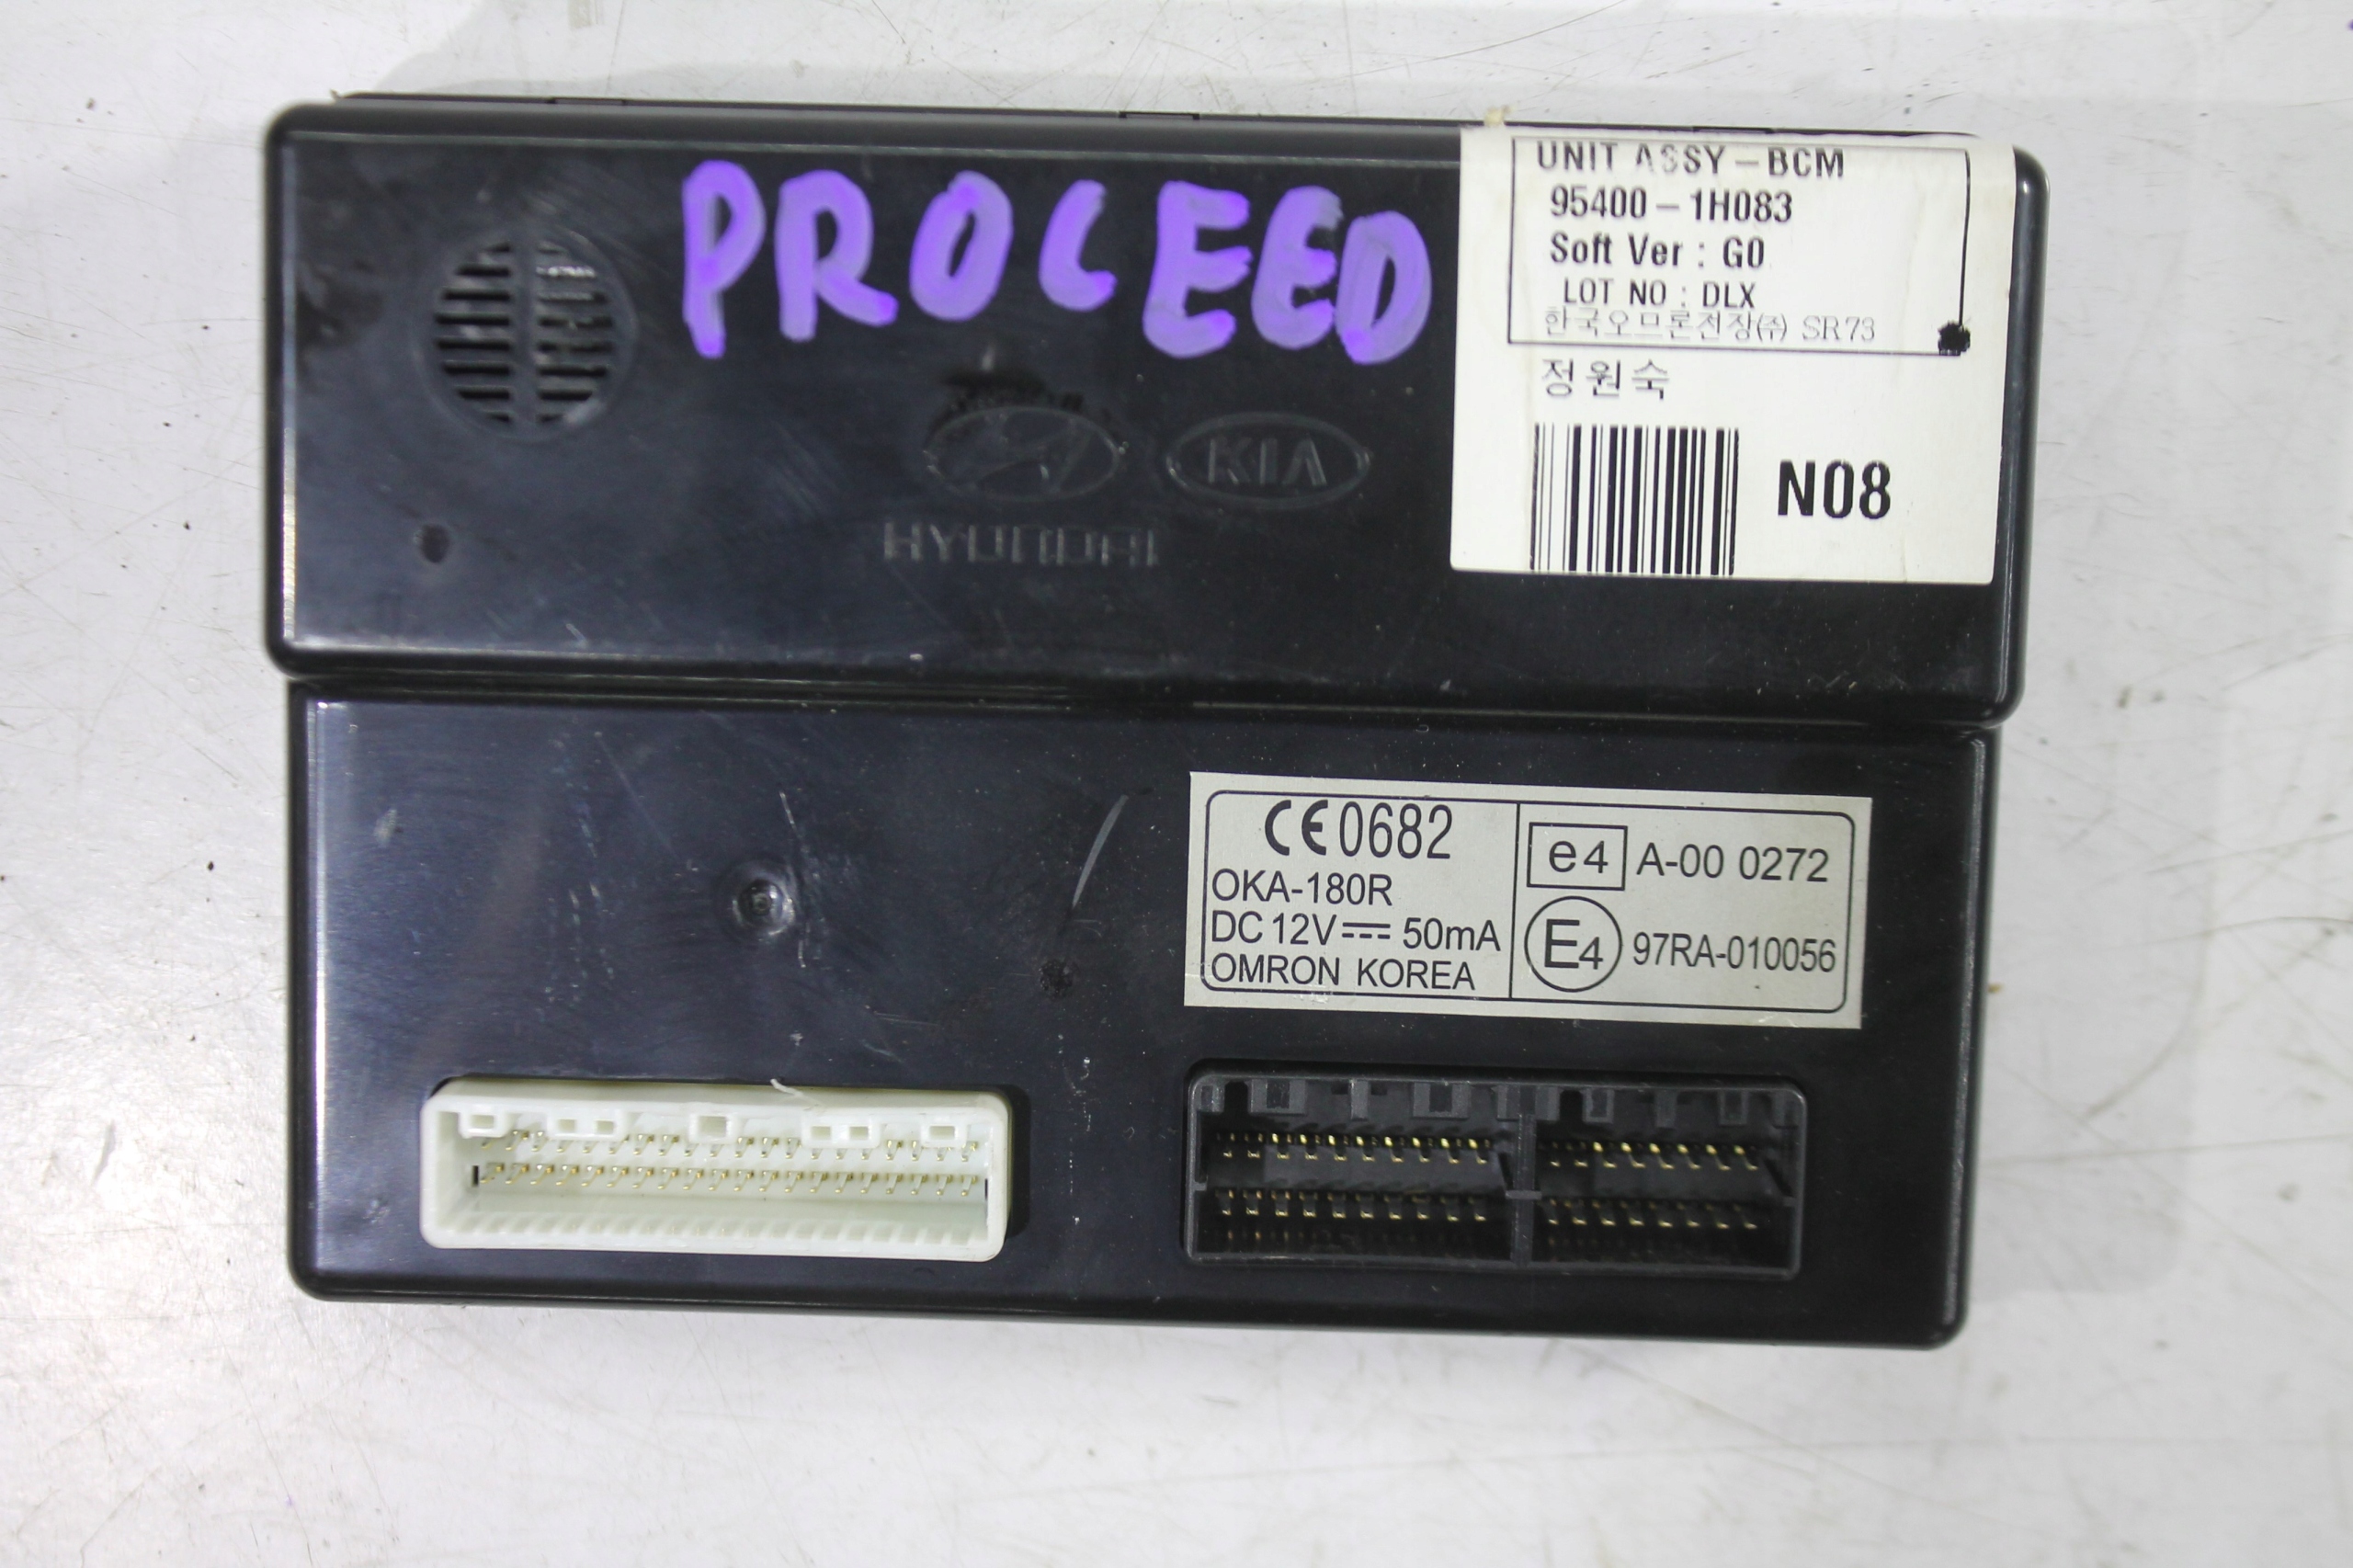 PROCEED
UNIT ASSY-BCM
95400-1H083
Soft Ver : G0
LOT NO : DLX
한국오므론전장㈜ SR73
정원숙
N08
KIA
HYUNDAI
CE0682
OKA-180R
DC 12V 50mA
OMRON KOREA
e4 A-00 0272
E4 97RA-010056